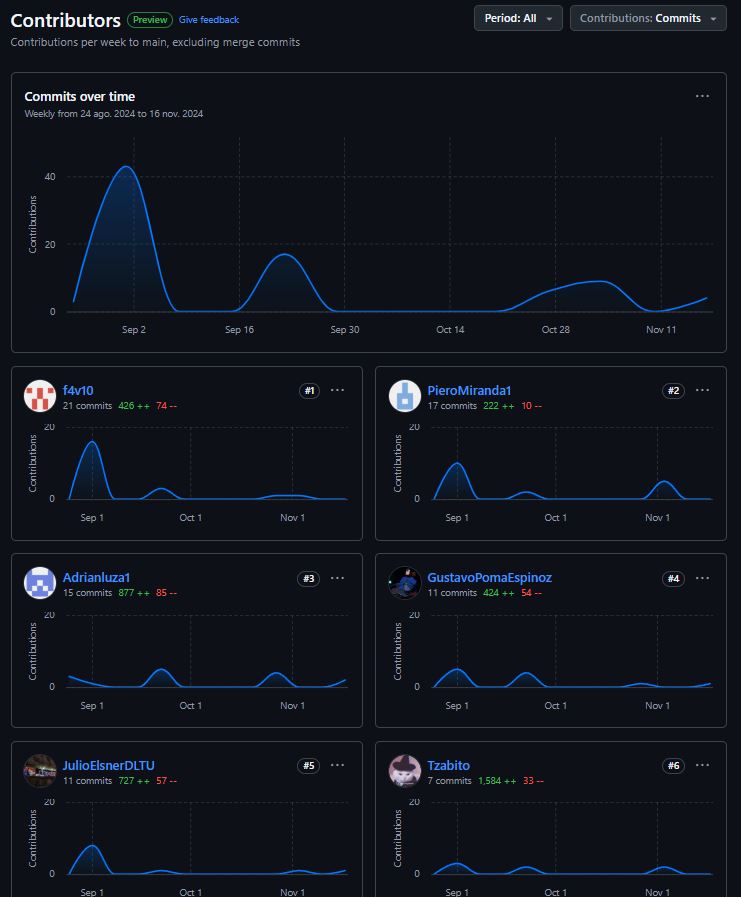 Contributors Preview Give feedback
Period: All
Contributions: Commits
Contributions per week to main, excluding merge commits
Commits over time
Weekly from 24 ago. 2024 to 16 nov. 2024
Contributions
40
20
0
Sep 2 Sep 16 Sep 30 Oct 14 Oct 28 Nov 11
f4v10 #1
21 commits 426 ++ 74 --
Contributions
20
0
Sep 1 Oct 1 Nov 1
PieroMiranda1 #2
17 commits 222 ++ 10 --
Contributions
20
0
Sep 1 Oct 1 Nov 1
Adrianluza1 #3
15 commits 877 ++ 85 --
Contributions
20
0
Sep 1 Oct 1 Nov 1
GustavoPomaEspinoz #4
11 commits 424 ++ 54 --
Contributions
20
0
Sep 1 Oct 1 Nov 1
JulioElsnerDLTU #5
11 commits 727 ++ 57 --
Contributions
20
0
Sep 1 Oct 1 Nov 1
Tzabito #6
7 commits 1,584 ++ 33 --
Contributions
20
0
Sep 1 Oct 1 Nov 1